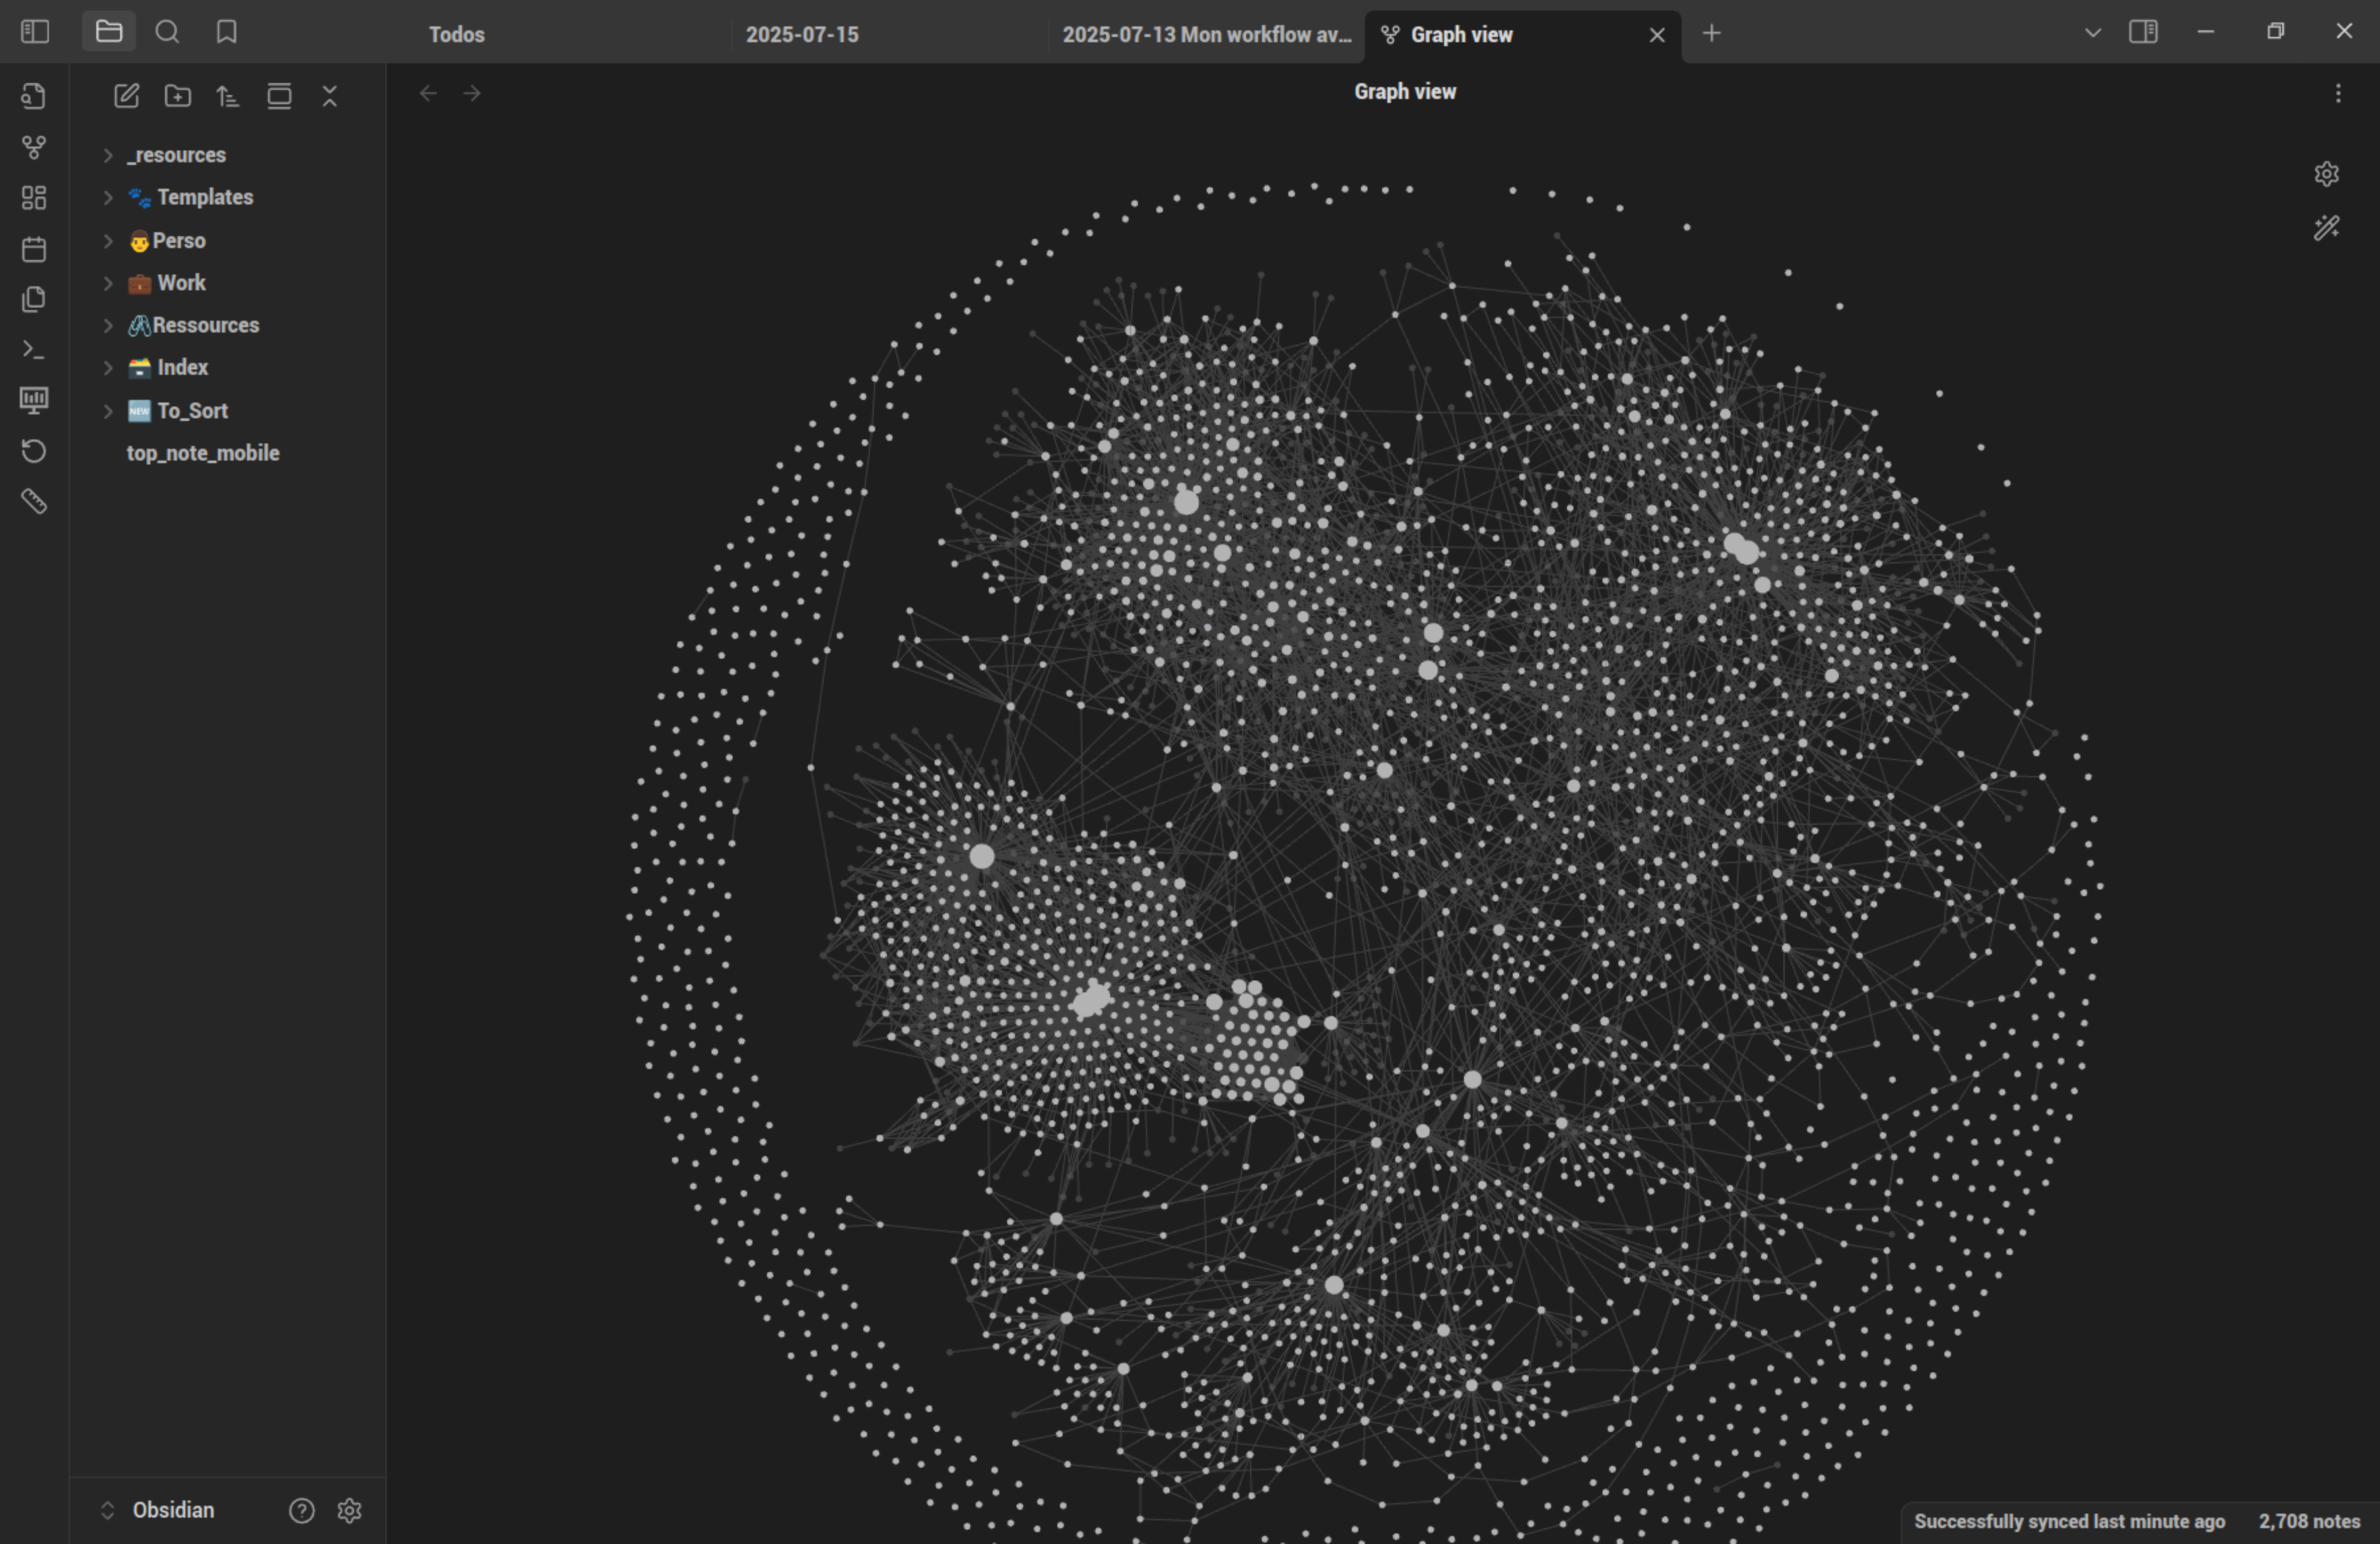 Todos
2025-07-15
2025-07-13 Mon workflow av...
Graph view
Graph view
_resources
Templates
Perso
Work
Ressources
Index
NEW To_Sort
top_note_mobile
Obsidian
Successfully synced last minute ago
2,708 notes